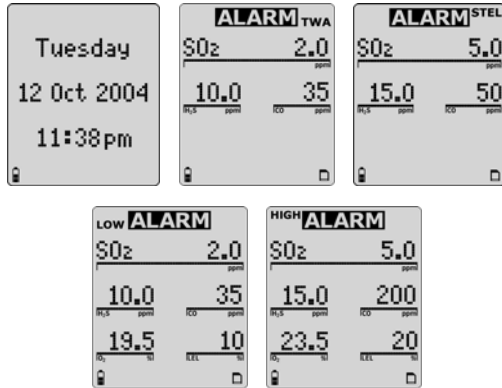 Tuesday
12 Oct 2004
11:38pm
ALARM TWA
SO2 2.0
ppm
10.0 35
H2S ppm CO ppm
ALARM STEL
SO2 5.0
ppm
15.0 50
H2S ppm CO ppm
LOW ALARM
SO2 2.0
ppm
10.0 35
H2S ppm CO ppm
19.5 10
O2 % LEL %
HIGH ALARM
SO2 5.0
ppm
15.0 200
H2S ppm CO ppm
23.5 20
O2 % LEL %